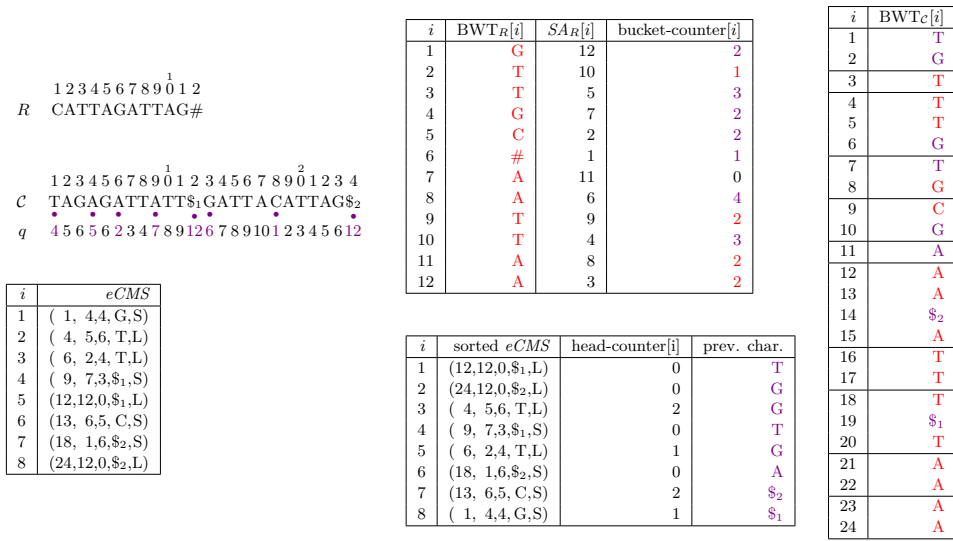 1
1 2 3 4 5 6 7 8 9 0 1 2
R CATTAGATTAG#
1 2
1 2 3 4 5 6 7 8 9 0 1 2 3 4 5 6 7 8 9 0 1 2 3 4
C TAGAGATTATT$1GATTACATTAG$2
q 4 5 6 5 6 2 3 4 7 8 9 12 6 7 8 9 10 1 2 3 4 5 6 12
i eCMS
1 ( 1, 4,4, G,S)
2 ( 4, 5,6, T,L)
3 ( 6, 2,4, T,L)
4 ( 9, 7,3,$1,S)
5 (12,12,0,$1,L)
6 (13, 6,5, C,S)
7 (18, 1,6,$2,S)
8 (24,12,0,$2,L)
i BWTR[i] SAR[i] bucket-counter[i]
1 G 12 2
2 T 10 1
3 T 5 3
4 G 7 2
5 C 2 2
6 # 1 1
7 A 11 0
8 A 6 4
9 T 9 2
10 T 4 3
11 A 8 2
12 A 3 2
i sorted eCMS head-counter[i] prev. char.
1 (12,12,0,$1,L) 0 T
2 (24,12,0,$2,L) 0 G
3 ( 4, 5,6, T,L) 2 G
4 ( 9, 7,3,$1,S) 0 T
5 ( 6, 2,4, T,L) 1 G
6 (18, 1,6,$2,S) 0 A
7 (13, 6,5, C,S) 2 $2
8 ( 1, 4,4, G,S) 1 $1
i BWTC[i]
1 T
2 G
3 T
4 T
5 T
6 G
7 T
8 G
9 C
10 G
11 A
12 A
13 A
14 $2
15 A
16 T
17 T
18 T
19 $1
20 T
21 A
22 A
23 A
24 A